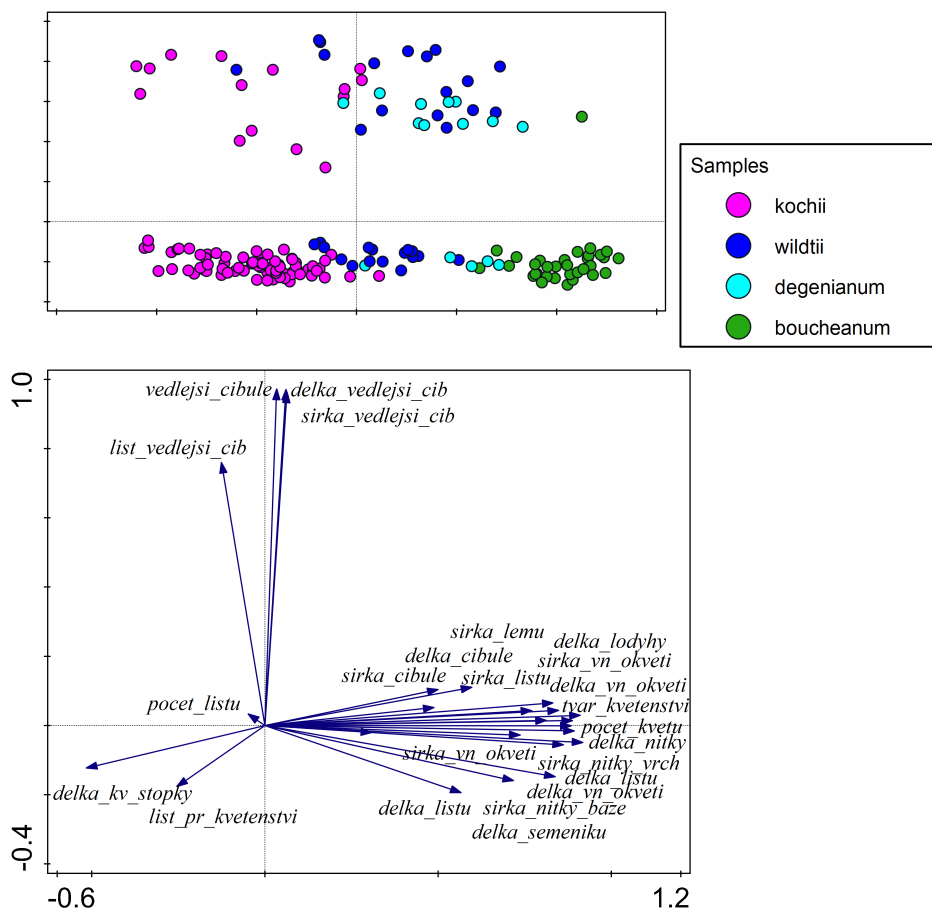 Samples
kochii
wildtii
degenianum
boucheanum
1.0
vedlejsi_cibule
delka_vedlejsi_cib
sirka_vedlejsi_cib
list_vedlejsi_cib
sirka_lemu
delka_lodyhy
delka_cibule
sirka_vn_okveti
sirka_cibule
sirka_listu
delka_vn_okveti
pocet_listu
tvar_kvetenstvi
pocet_kvetu
delka_nitky
sirka_vn_okveti
sirka_nitky_vrch
delka_listu
delka_kv_stopky
delka_vn_okveti
list_pr_kvetenstvi
delka_listu
sirka_nitky_baze
delka_semeniku
-0.4
-0.6
1.2